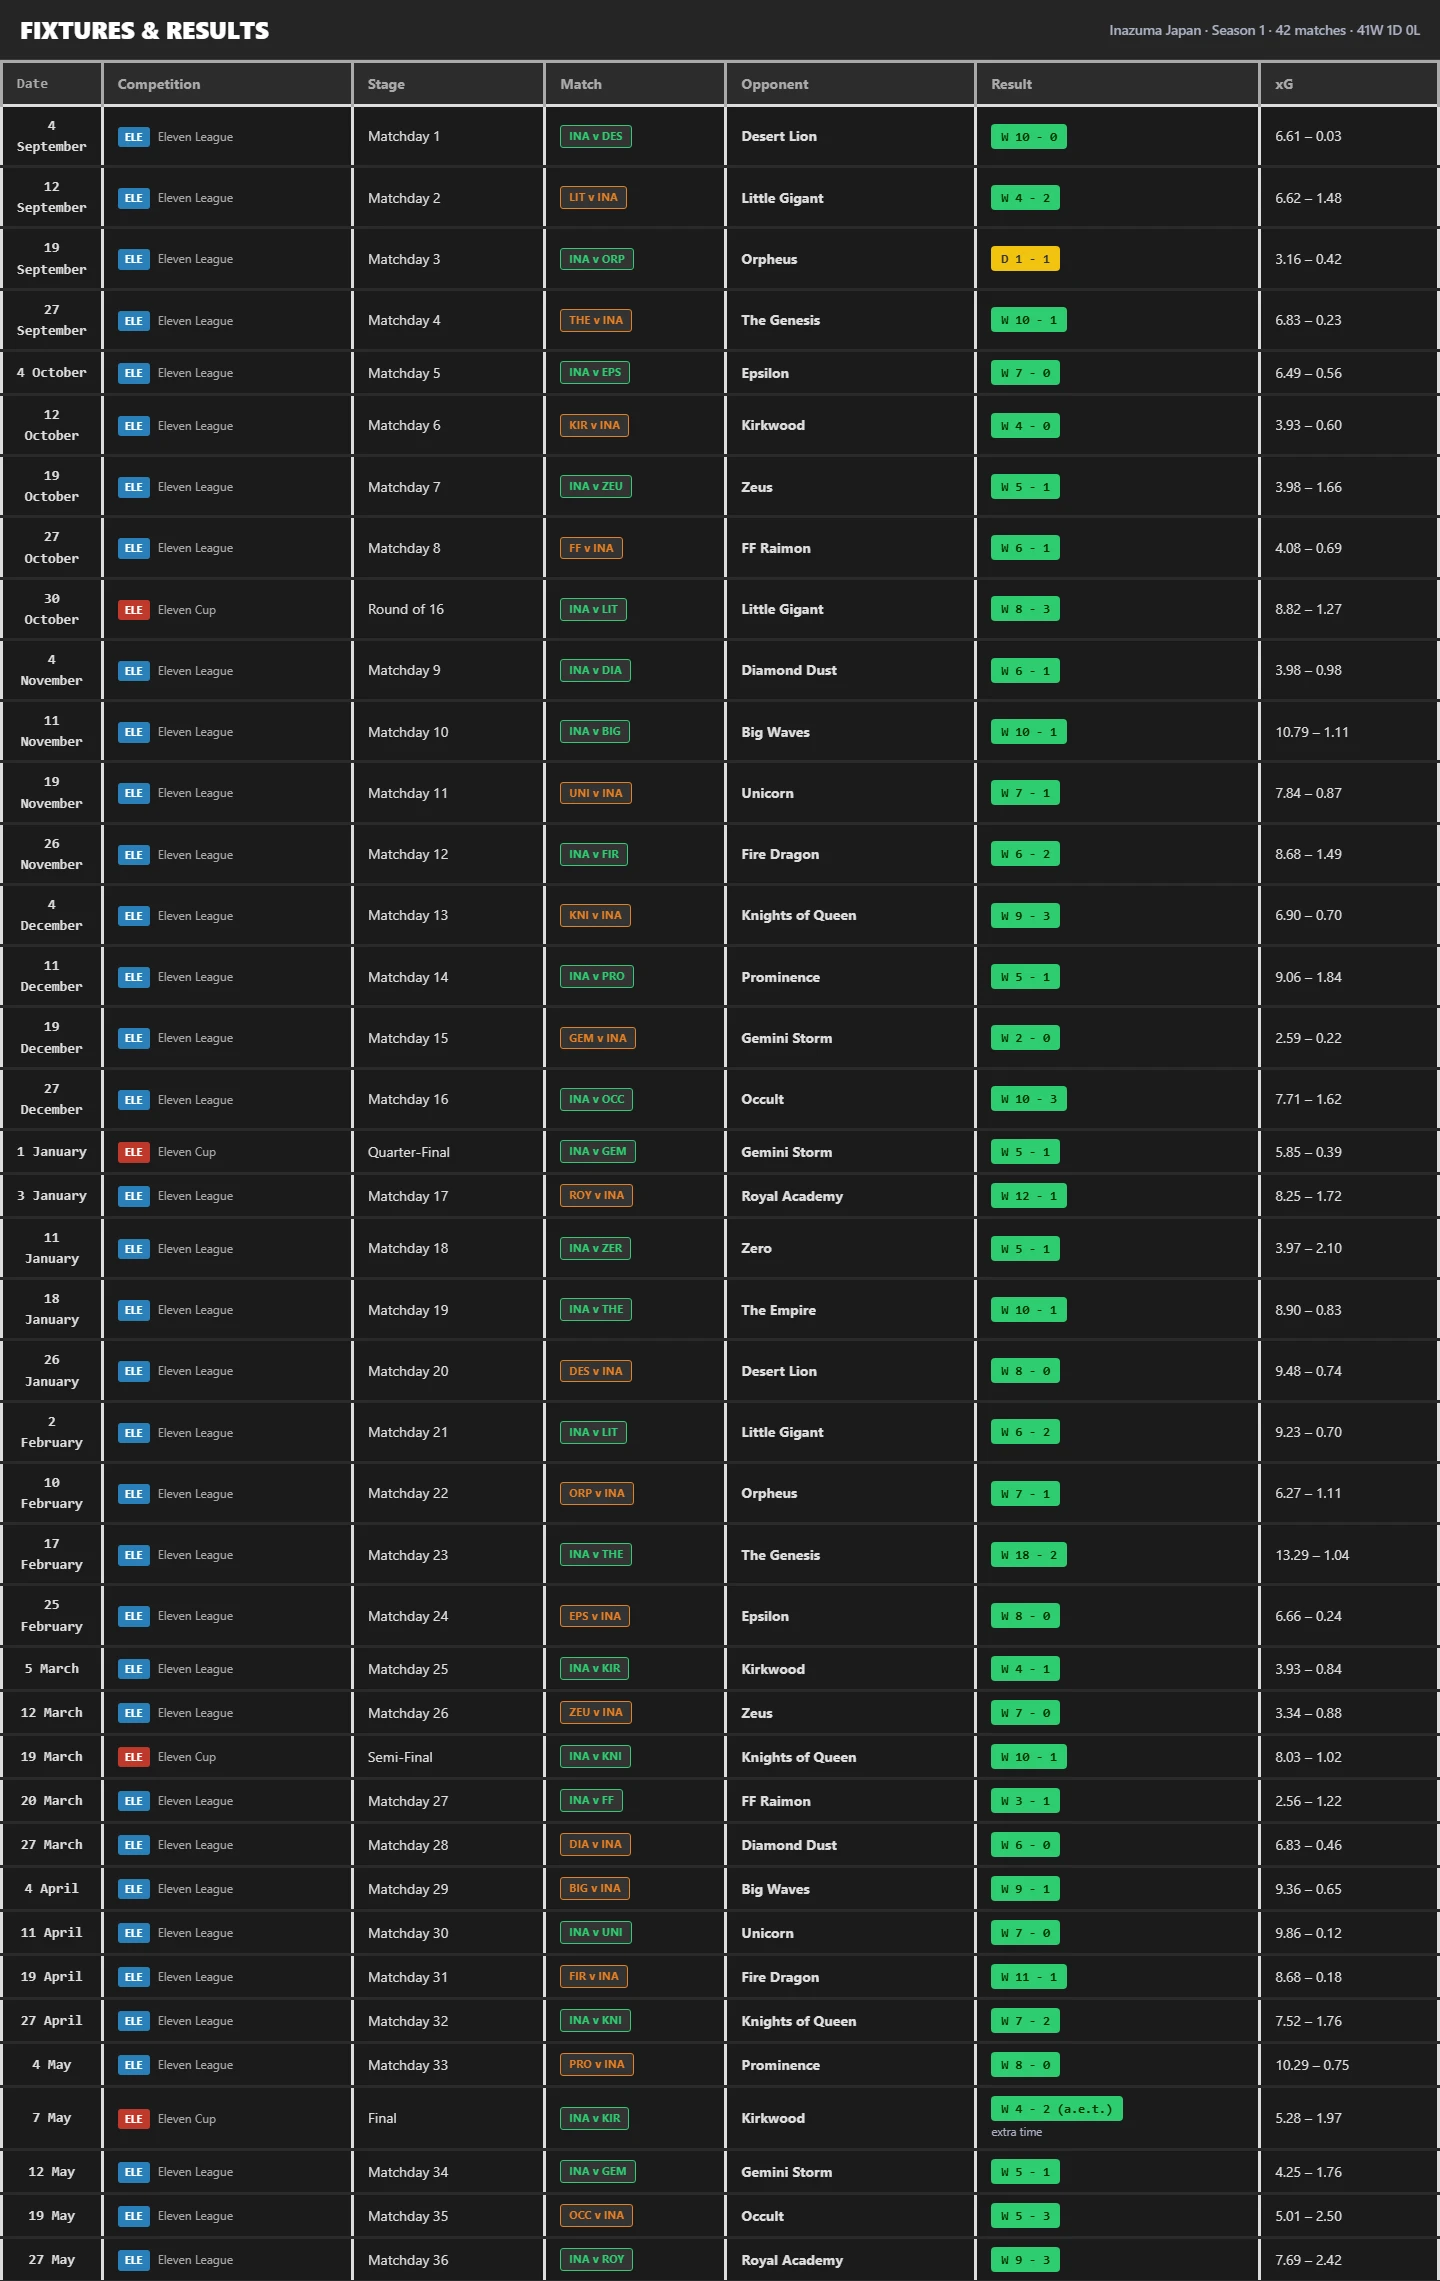 FIXTURES & RESULTS
Inazuma Japan · Season 1 · 42 matches · 41W 1D 0L
Date Competition Stage Match Opponent Result xG
4 September ELE Eleven League Matchday 1 INA v DES Desert Lion W 10 - 0 6.61 – 0.03
12 September ELE Eleven League Matchday 2 LIT v INA Little Gigant W 4 - 2 6.62 – 1.48
19 September ELE Eleven League Matchday 3 INA v ORP Orpheus D 1 - 1 3.16 – 0.42
27 September ELE Eleven League Matchday 4 THE v INA The Genesis W 10 - 1 6.83 – 0.23
4 October ELE Eleven League Matchday 5 INA v EPS Epsilon W 7 - 0 6.49 – 0.56
12 October ELE Eleven League Matchday 6 KIR v INA Kirkwood W 4 - 0 3.93 – 0.60
19 October ELE Eleven League Matchday 7 INA v ZEU Zeus W 5 - 1 3.98 – 1.66
27 October ELE Eleven League Matchday 8 FF v INA FF Raimon W 6 - 1 4.08 – 0.69
30 October ELE Eleven Cup Round of 16 INA v LIT Little Gigant W 8 - 3 8.82 – 1.27
4 November ELE Eleven League Matchday 9 INA v DIA Diamond Dust W 6 - 1 3.98 – 0.98
11 November ELE Eleven League Matchday 10 INA v BIG Big Waves W 10 - 1 10.79 – 1.11
19 November ELE Eleven League Matchday 11 UNI v INA Unicorn W 7 - 1 7.84 – 0.87
26 November ELE Eleven League Matchday 12 INA v FIR Fire Dragon W 6 - 2 8.68 – 1.49
4 December ELE Eleven League Matchday 13 KNI v INA Knights of Queen W 9 - 3 6.90 – 0.70
11 December ELE Eleven League Matchday 14 INA v PRO Prominence W 5 - 1 9.06 – 1.84
19 December ELE Eleven League Matchday 15 GEM v INA Gemini Storm W 2 - 0 2.59 – 0.22
27 December ELE Eleven League Matchday 16 INA v OCC Occult W 10 - 3 7.71 – 1.62
1 January ELE Eleven Cup Quarter-Final INA v GEM Gemini Storm W 5 - 1 5.85 – 0.39
3 January ELE Eleven League Matchday 17 ROY v INA Royal Academy W 12 - 1 8.25 – 1.72
11 January ELE Eleven League Matchday 18 INA v ZER Zero W 5 - 1 3.97 – 2.10
18 January ELE Eleven League Matchday 19 INA v THE The Empire W 10 - 1 8.90 – 0.83
26 January ELE Eleven League Matchday 20 DES v INA Desert Lion W 8 - 0 9.48 – 0.74
2 February ELE Eleven League Matchday 21 INA v LIT Little Gigant W 6 - 2 9.23 – 0.70
10 February ELE Eleven League Matchday 22 ORP v INA Orpheus W 7 - 1 6.27 – 1.11
17 February ELE Eleven League Matchday 23 INA v THE The Genesis W 18 - 2 13.29 – 1.04
25 February ELE Eleven League Matchday 24 EPS v INA Epsilon W 8 - 0 6.66 – 0.24
5 March ELE Eleven League Matchday 25 INA v KIR Kirkwood W 4 - 1 3.93 – 0.84
12 March ELE Eleven League Matchday 26 ZEU v INA Zeus W 7 - 0 3.34 – 0.88
19 March ELE Eleven Cup Semi-Final INA v KNI Knights of Queen W 10 - 1 8.03 – 1.02
20 March ELE Eleven League Matchday 27 INA v FF FF Raimon W 3 - 1 2.56 – 1.22
27 March ELE Eleven League Matchday 28 DIA v INA Diamond Dust W 6 - 0 6.83 – 0.46
4 April ELE Eleven League Matchday 29 BIG v INA Big Waves W 9 - 1 9.36 – 0.65
11 April ELE Eleven League Matchday 30 INA v UNI Unicorn W 7 - 0 9.86 – 0.12
19 April ELE Eleven League Matchday 31 FIR v INA Fire Dragon W 11 - 1 8.68 – 0.18
27 April ELE Eleven League Matchday 32 INA v KNI Knights of Queen W 7 - 2 7.52 – 1.76
4 May ELE Eleven League Matchday 33 PRO v INA Prominence W 8 - 0 10.29 – 0.75
7 May ELE Eleven Cup Final INA v KIR Kirkwood W 4 - 2 (a.e.t.) extra time 5.28 – 1.97
12 May ELE Eleven League Matchday 34 INA v GEM Gemini Storm W 5 - 1 4.25 – 1.76
19 May ELE Eleven League Matchday 35 OCC v INA Occult W 5 - 3 5.01 – 2.50
27 May ELE Eleven League Matchday 36 INA v ROY Royal Academy W 9 - 3 7.69 – 2.42